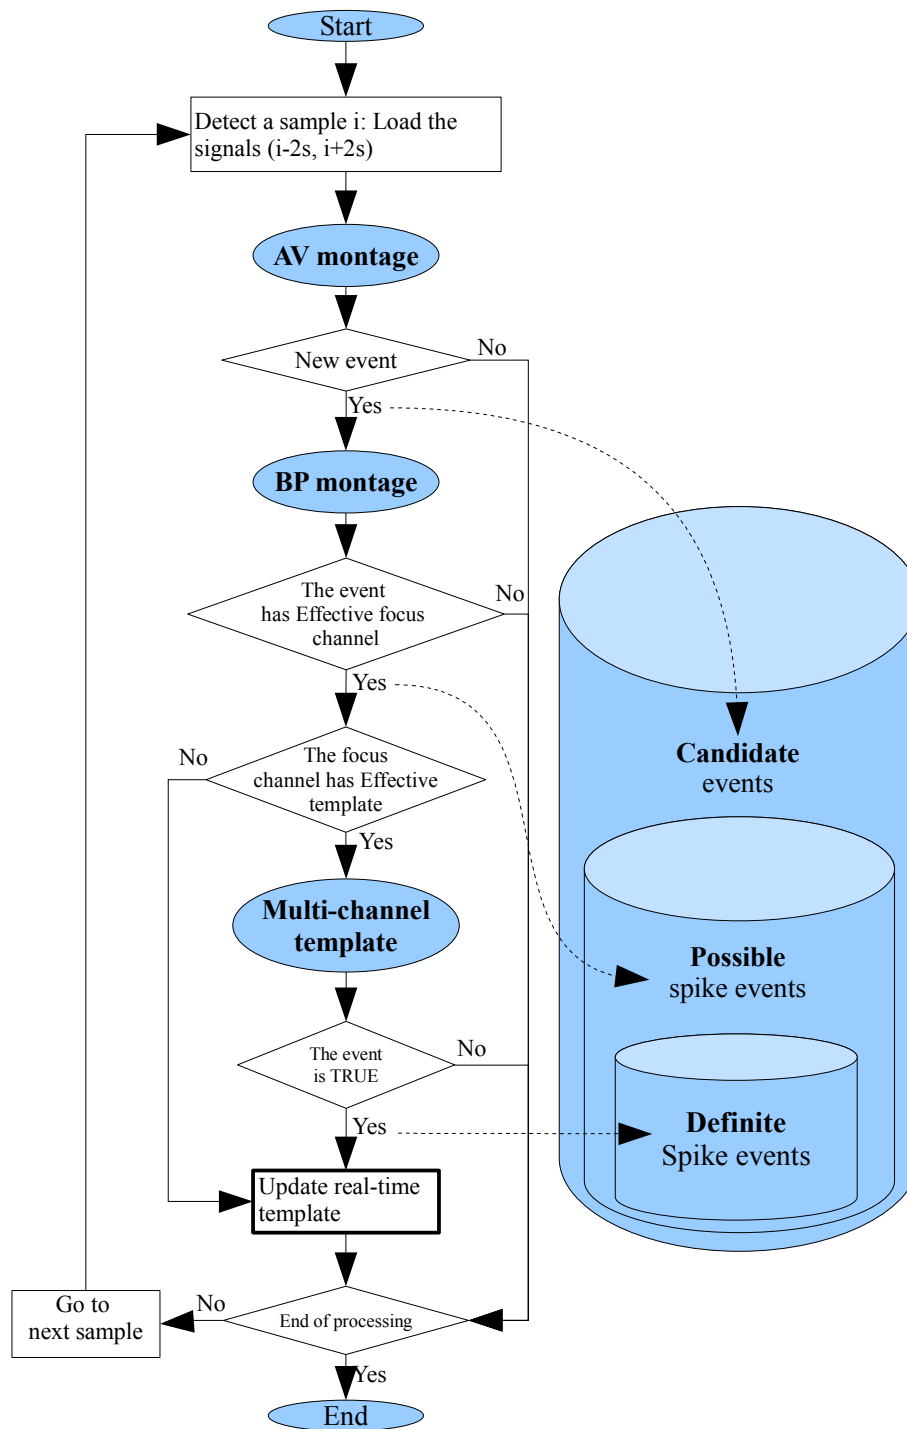 Start
Detect a sample i: Load the
signals (i-2s, i+2s)
AV montage
New event
No
Yes
BP montage
The event
has Effective focus
channel
No
Yes
The focus
channel has Effective
template
No
Yes
Multi-channel
template
The event
is TRUE
No
Yes
Update real-time
template
End of processing
No
Go to
next sample
Yes
End
Candidate
events
Possible
spike events
Definite
Spike events